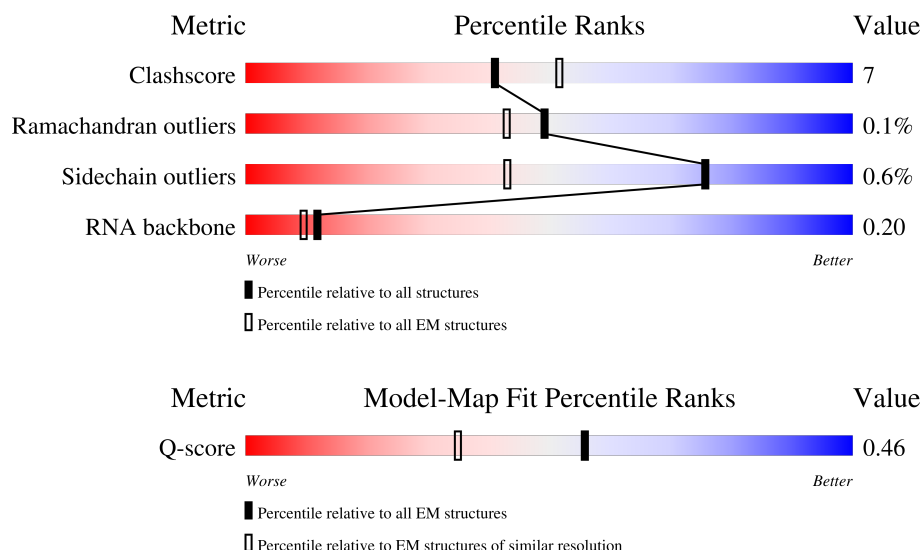 Metric Percentile Ranks Value
Clashscore 7
Ramachandran outliers 0.1%
Sidechain outliers 0.6%
RNA backbone 0.20
Worse Better
Percentile relative to all structures
Percentile relative to all EM structures
Metric Model-Map Fit Percentile Ranks Value
Q-score 0.46
Worse Better
Percentile relative to all EM structures
Percentile relative to EM structures of similar resolution